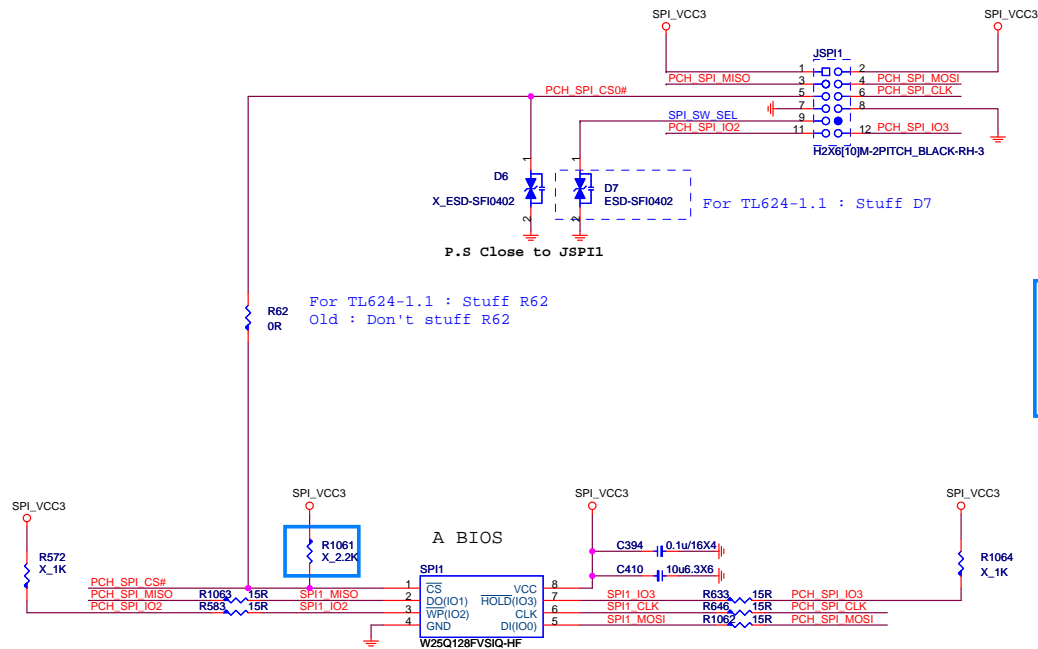 SPI_VCC3
SPI_VCC3
JSPI1
1 2
PCH_SPI_MISO 3 4 PCH_SPI_MOSI
PCH_SPI_CS0# 5 6 PCH_SPI_CLK
7 8
SPI_SW_SEL 9
PCH_SPI_IO2 11 12 PCH_SPI_IO3
H2X6[10]M-2PITCH_BLACK-RH-3
1
1
D6
X_ESD-SFI0402
D7
ESD-SFI0402
For TL624-1.1 : Stuff D7
2
2
P.S Close to JSPI1
R62
0R
For TL624-1.1 : Stuff R62
Old : Don't stuff R62
SPI_VCC3
SPI_VCC3
SPI_VCC3
SPI_VCC3
R572
X_1K
R1061
X_2.2K
A BIOS
C394 0.1u/16X4
C410 10u6.3X6
R1064
X_1K
SPI1
PCH_SPI_CS# 1 CS VCC 8
PCH_SPI_MISO R1063 15R SPI1_MISO 2 DO(IO1) HOLD(IO3) 7 SPI1_IO3 R633 15R PCH_SPI_IO3
PCH_SPI_IO2 R583 15R SPI1_IO2 3 WP(IO2) CLK 6 SPI1_CLK R646 15R PCH_SPI_CLK
4 GND DI(IO0) 5 SPI1_MOSI R1062 15R PCH_SPI_MOSI
W25Q128FVSIQ-HF